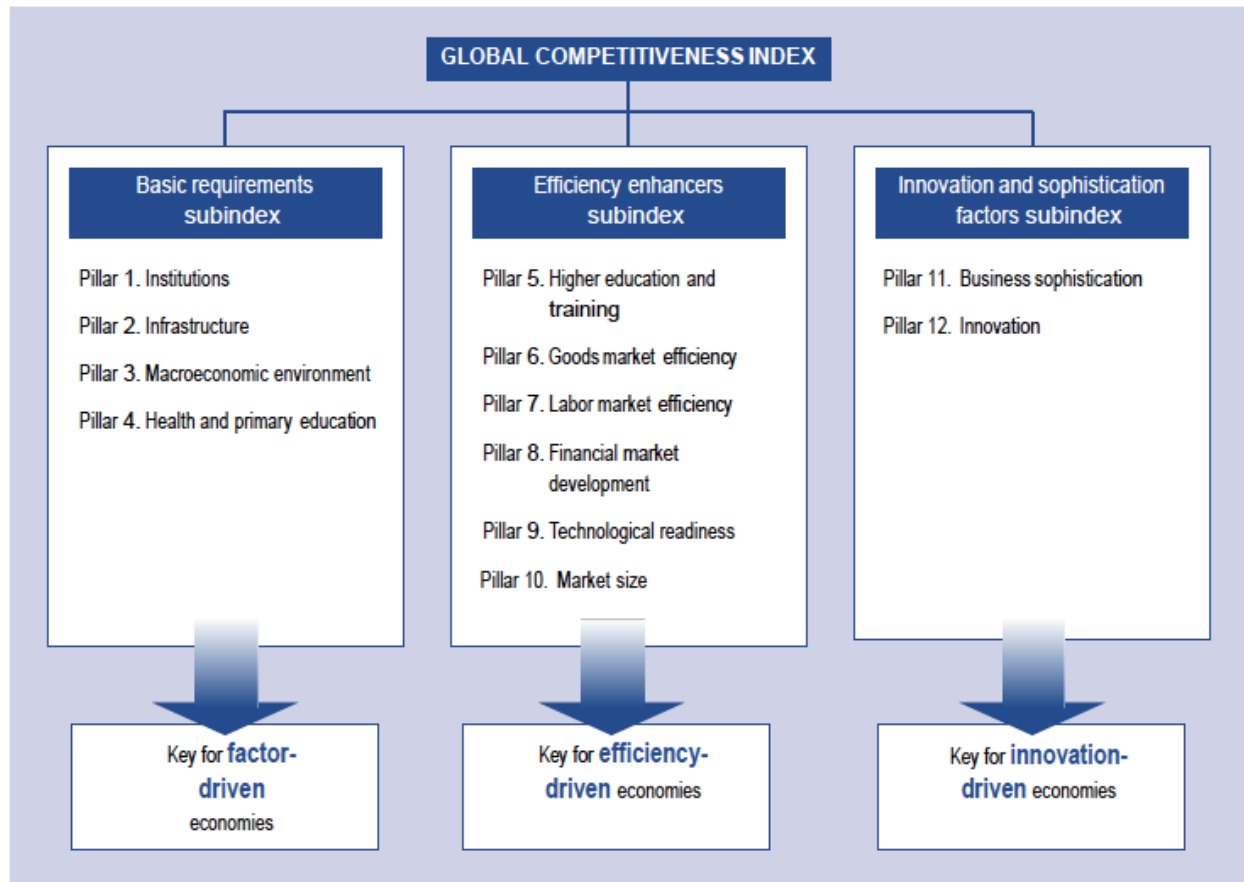 GLOBAL COMPETITIVENESS INDEX
Basic requirements
subindex
Pillar 1. Institutions
Pillar 2. Infrastructure
Pillar 3. Macroeconomic environment
Pillar 4. Health and primary education
Key for factor-
driven
economies
Efficiency enhancers
subindex
Pillar 5. Higher education and
training
Pillar 6. Goods market efficiency
Pillar 7. Labor market efficiency
Pillar 8. Financial market
development
Pillar 9. Technological readiness
Pillar 10. Market size
Key for efficiency-
driven economies
Innovation and sophistication
factors subindex
Pillar 11. Business sophistication
Pillar 12. Innovation
Key for innovation-
driven economies